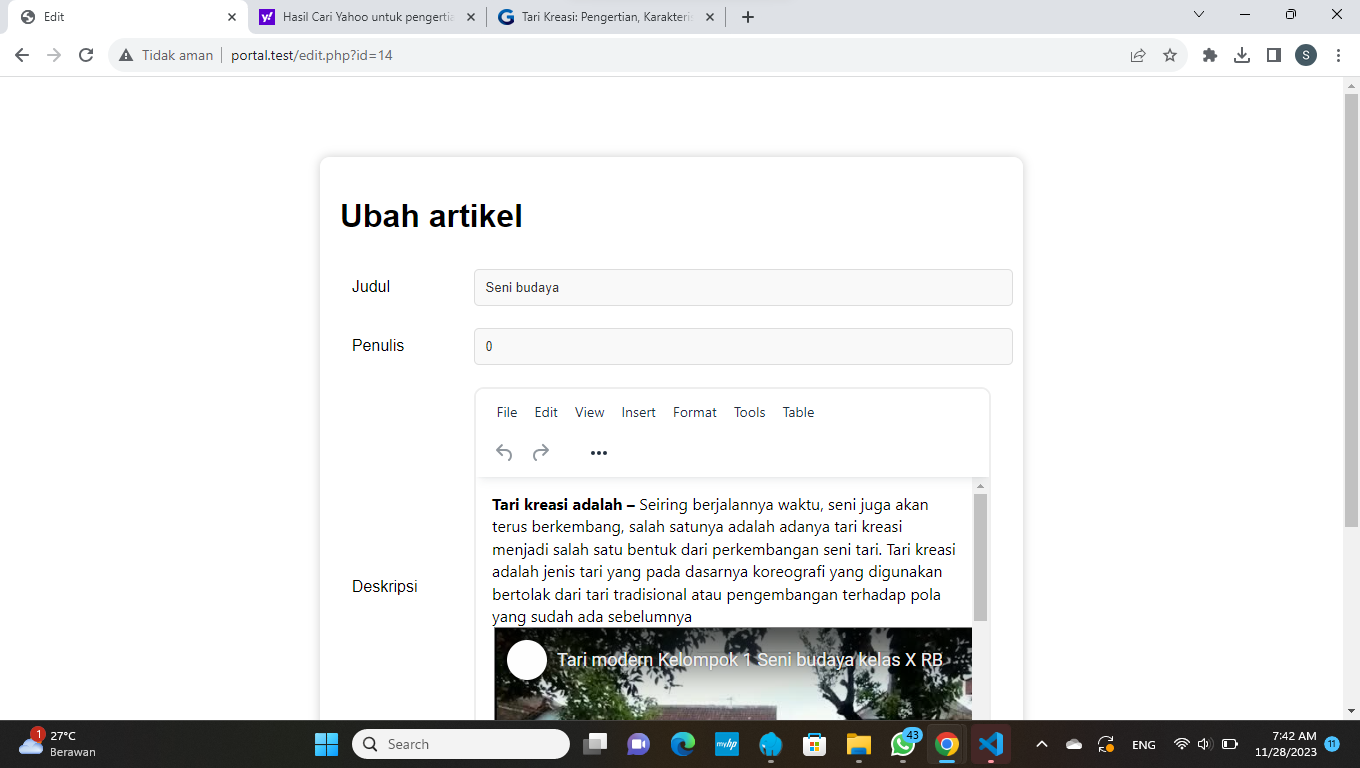 Edit
Hasil Cari Yahoo untuk pengertia
Tari Kreasi: Pengertian, Karakteris
Tidak aman
portal.test/edit.php?id=14
S
Ubah artikel
Judul
Seni budaya
Penulis
0
Deskripsi
File Edit View Insert Format Tools Table
Tari kreasi adalah – Seiring berjalannya waktu, seni juga akan
terus berkembang, salah satunya adalah adanya tari kreasi
menjadi salah satu bentuk dari perkembangan seni tari. Tari kreasi
adalah jenis tari yang pada dasarnya koreografi yang digunakan
bertolak dari tari tradisional atau pengembangan terhadap pola
yang sudah ada sebelumnya
Tari modern Kelompok 1 Seni budaya kelas X RB
1
27°C
Berawan
Search
myhp
43
ENG
7:42 AM
11/28/2023
11